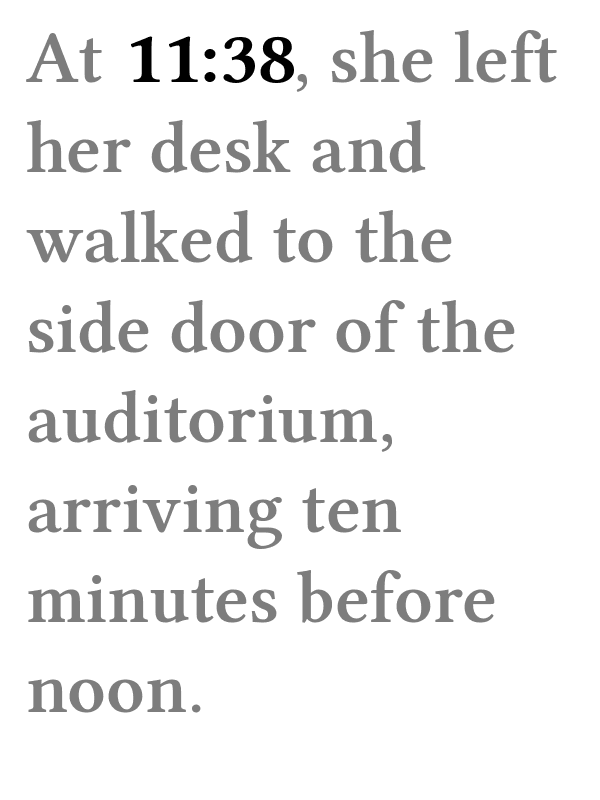 At 11:38, she left
her desk and
walked to the
side door of the
auditorium,
arriving ten
minutes before
noon.